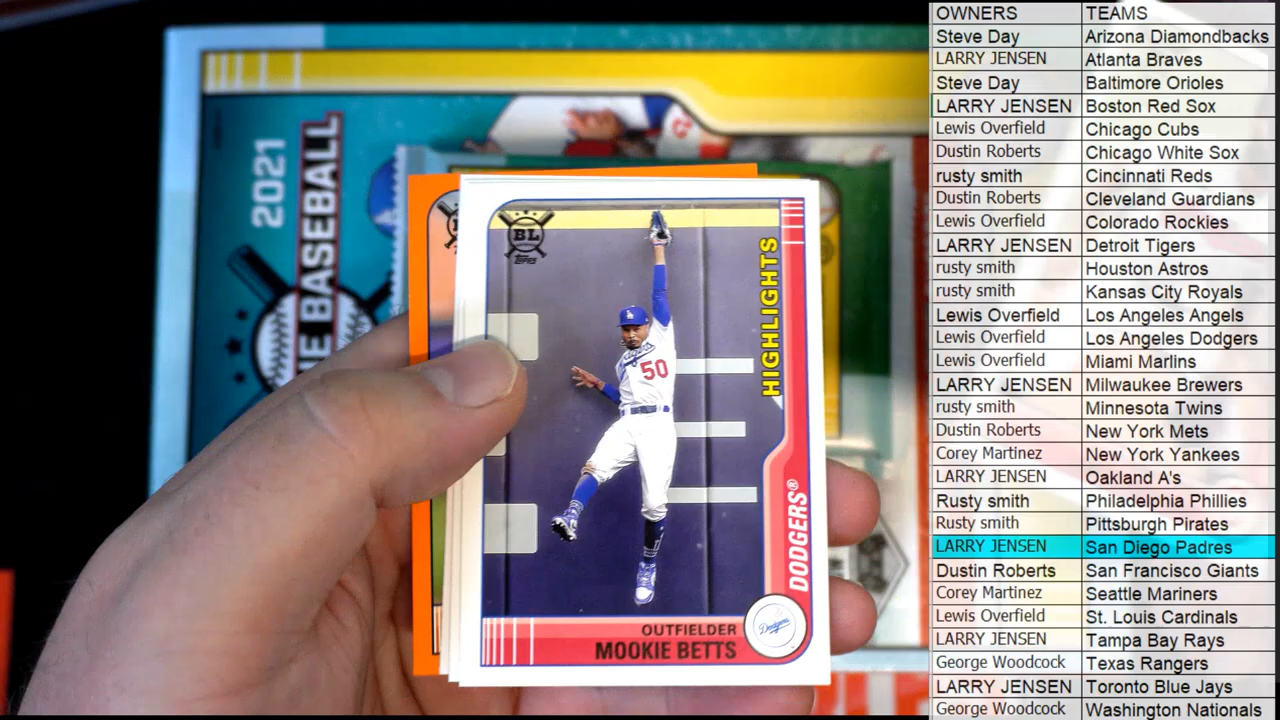 2021
THE BASEBALL
BL
TOPPS
HIGHLIGHTS
50
DODGERS®
Dodgers
OUTFIELDER
MOOKIE BETTS
OWNERS TEAMS
Steve Day Arizona Diamondbacks
LARRY JENSEN Atlanta Braves
Steve Day Baltimore Orioles
LARRY JENSEN Boston Red Sox
Lewis Overfield Chicago Cubs
Dustin Roberts Chicago White Sox
rusty smith Cincinnati Reds
Dustin Roberts Cleveland Guardians
Lewis Overfield Colorado Rockies
LARRY JENSEN Detroit Tigers
rusty smith Houston Astros
rusty smith Kansas City Royals
Lewis Overfield Los Angeles Angels
Lewis Overfield Los Angeles Dodgers
Lewis Overfield Miami Marlins
LARRY JENSEN Milwaukee Brewers
rusty smith Minnesota Twins
Dustin Roberts New York Mets
Corey Martinez New York Yankees
LARRY JENSEN Oakland A's
Rusty smith Philadelphia Phillies
Rusty smith Pittsburgh Pirates
LARRY JENSEN San Diego Padres
Dustin Roberts San Francisco Giants
Corey Martinez Seattle Mariners
Lewis Overfield St. Louis Cardinals
LARRY JENSEN Tampa Bay Rays
George Woodcock Texas Rangers
LARRY JENSEN Toronto Blue Jays
George Woodcock Washington Nationals